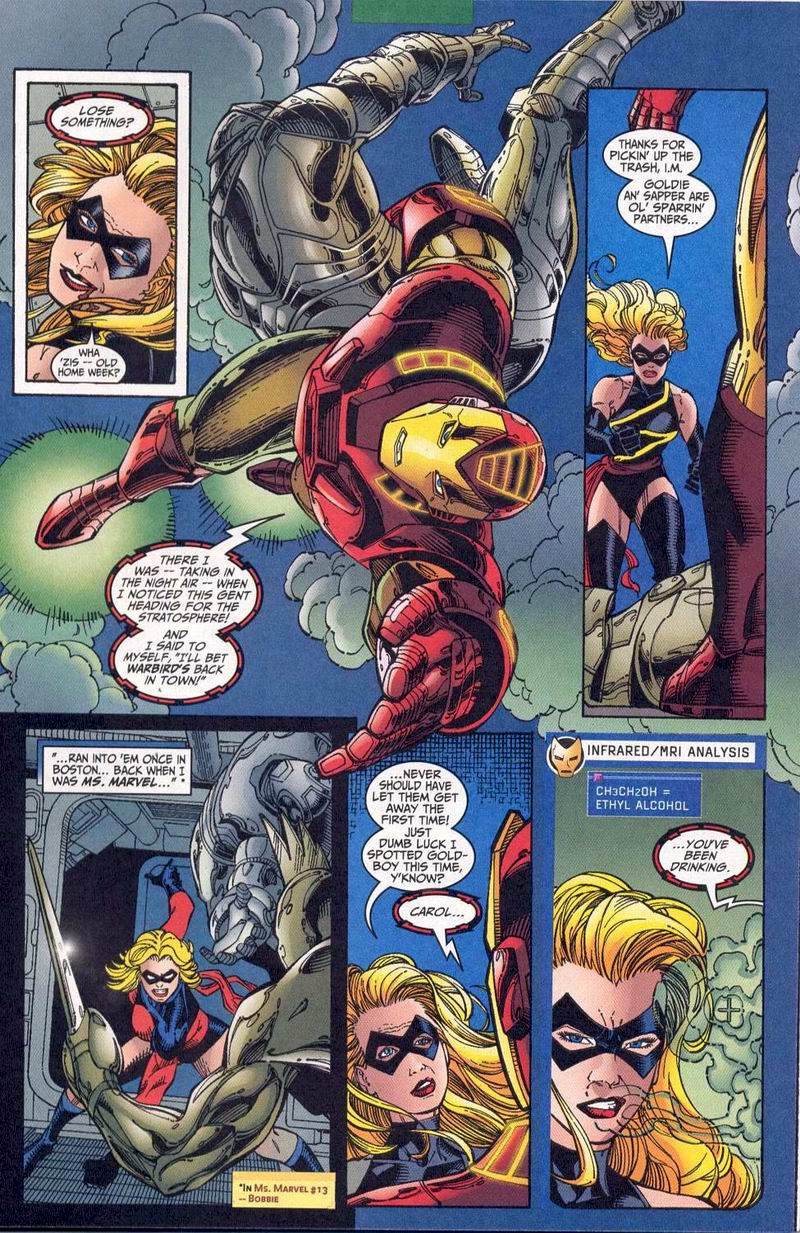 LOSE
SOMETHING?
WHA
'ZIS -- OLD
HOME WEEK?
THERE I
WAS -- TAKING IN
THE NIGHT AIR -- WHEN
I NOTICED THIS GENT
HEADING FOR THE
STRATOSPHERE!
AND
I SAID TO
MYSELF, "I'LL BET
WARBIRD'S BACK
IN TOWN!"
THANKS FOR
PICKIN' UP THE
TRASH, I.M.
GOLDIE
AN' SAPPER ARE
OL' SPARRIN'
PARTNERS...
"...RAN INTO 'EM ONCE IN
BOSTON... BACK WHEN I
WAS MS. MARVEL..." *
*IN MS. MARVEL #13
-- BOBBIE
...NEVER
SHOULD HAVE
LET THEM GET
AWAY THE
FIRST TIME!
JUST
DUMB LUCK I
SPOTTED GOLD-
BOY THIS TIME,
Y'KNOW?
CAROL...
INFRARED/MRI ANALYSIS
CH3CH2OH =
ETHYL ALCOHOL
...YOU'VE
BEEN
DRINKING.